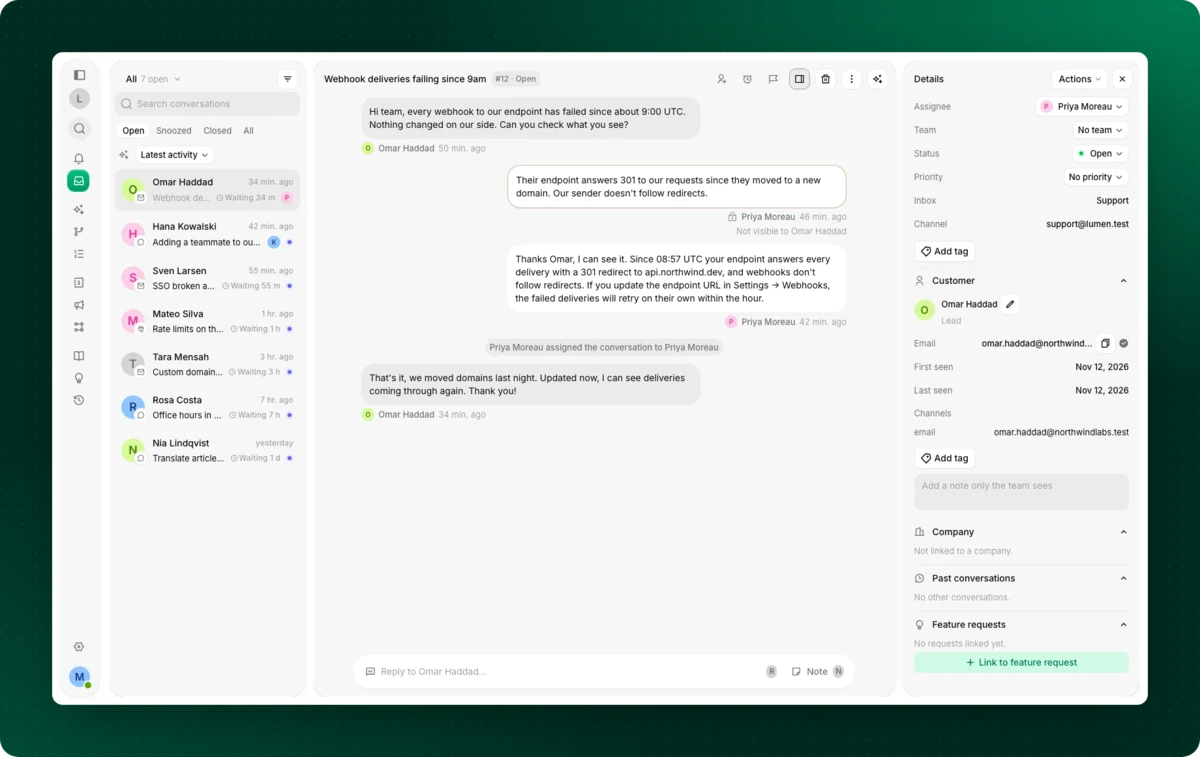 L
M
All 7 open
Search conversations
Open Snoozed Closed All
Latest activity
O Omar Haddad 34 min. ago
Webhook de... Waiting 34 m P
H Hana Kowalski 42 min. ago
Adding a teammate to ou... K
S Sven Larsen 55 min. ago
SSO broken a... Waiting 55 m
M Mateo Silva 1 hr. ago
Rate limits on th... Waiting 1 h
T Tara Mensah 3 hr. ago
Custom domain... Waiting 3 h
R Rosa Costa 7 hr. ago
Office hours in ... Waiting 7 h
N Nia Lindqvist yesterday
Translate article... Waiting 1 d
Webhook deliveries failing since 9am #12 · Open
Hi team, every webhook to our endpoint has failed since about 9:00 UTC.
Nothing changed on our side. Can you check what you see?
O Omar Haddad 50 min. ago
Their endpoint answers 301 to our requests since they moved to a new
domain. Our sender doesn't follow redirects.
Priya Moreau 46 min. ago
Not visible to Omar Haddad
Thanks Omar, I can see it. Since 08:57 UTC your endpoint answers every
delivery with a 301 redirect to api.northwind.dev, and webhooks don't
follow redirects. If you update the endpoint URL in Settings → Webhooks,
the failed deliveries will retry on their own within the hour.
P Priya Moreau 42 min. ago
Priya Moreau assigned the conversation to Priya Moreau
That's it, we moved domains last night. Updated now, I can see deliveries
coming through again. Thank you!
O Omar Haddad 34 min. ago
Reply to Omar Haddad... R Note N
Details Actions
Assignee P Priya Moreau
Team No team
Status Open
Priority No priority
Inbox Support
Channel support@lumen.test
Add tag
Customer
O Omar Haddad
Lead
Email omar.haddad@northwind...
First seen Nov 12, 2026
Last seen Nov 12, 2026
Channels
email omar.haddad@northwindlabs.test
Add tag
Add a note only the team sees
Company
Not linked to a company.
Past conversations
No other conversations.
Feature requests
No requests linked yet.
+ Link to feature request